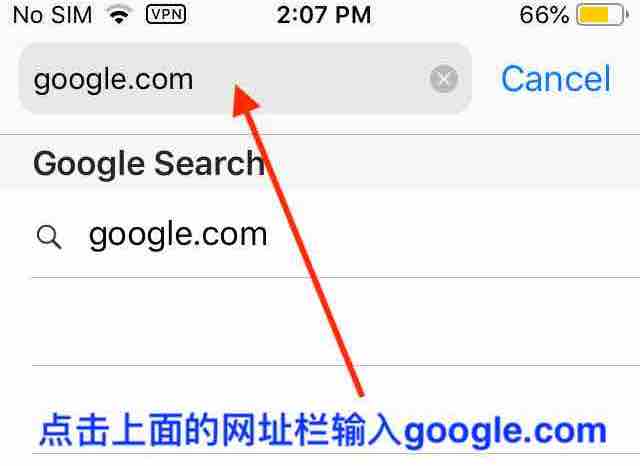 No SIM VPN 2:07 PM 66%
google.com Cancel
Google Search
google.com
点击上面的网址栏输入google.com